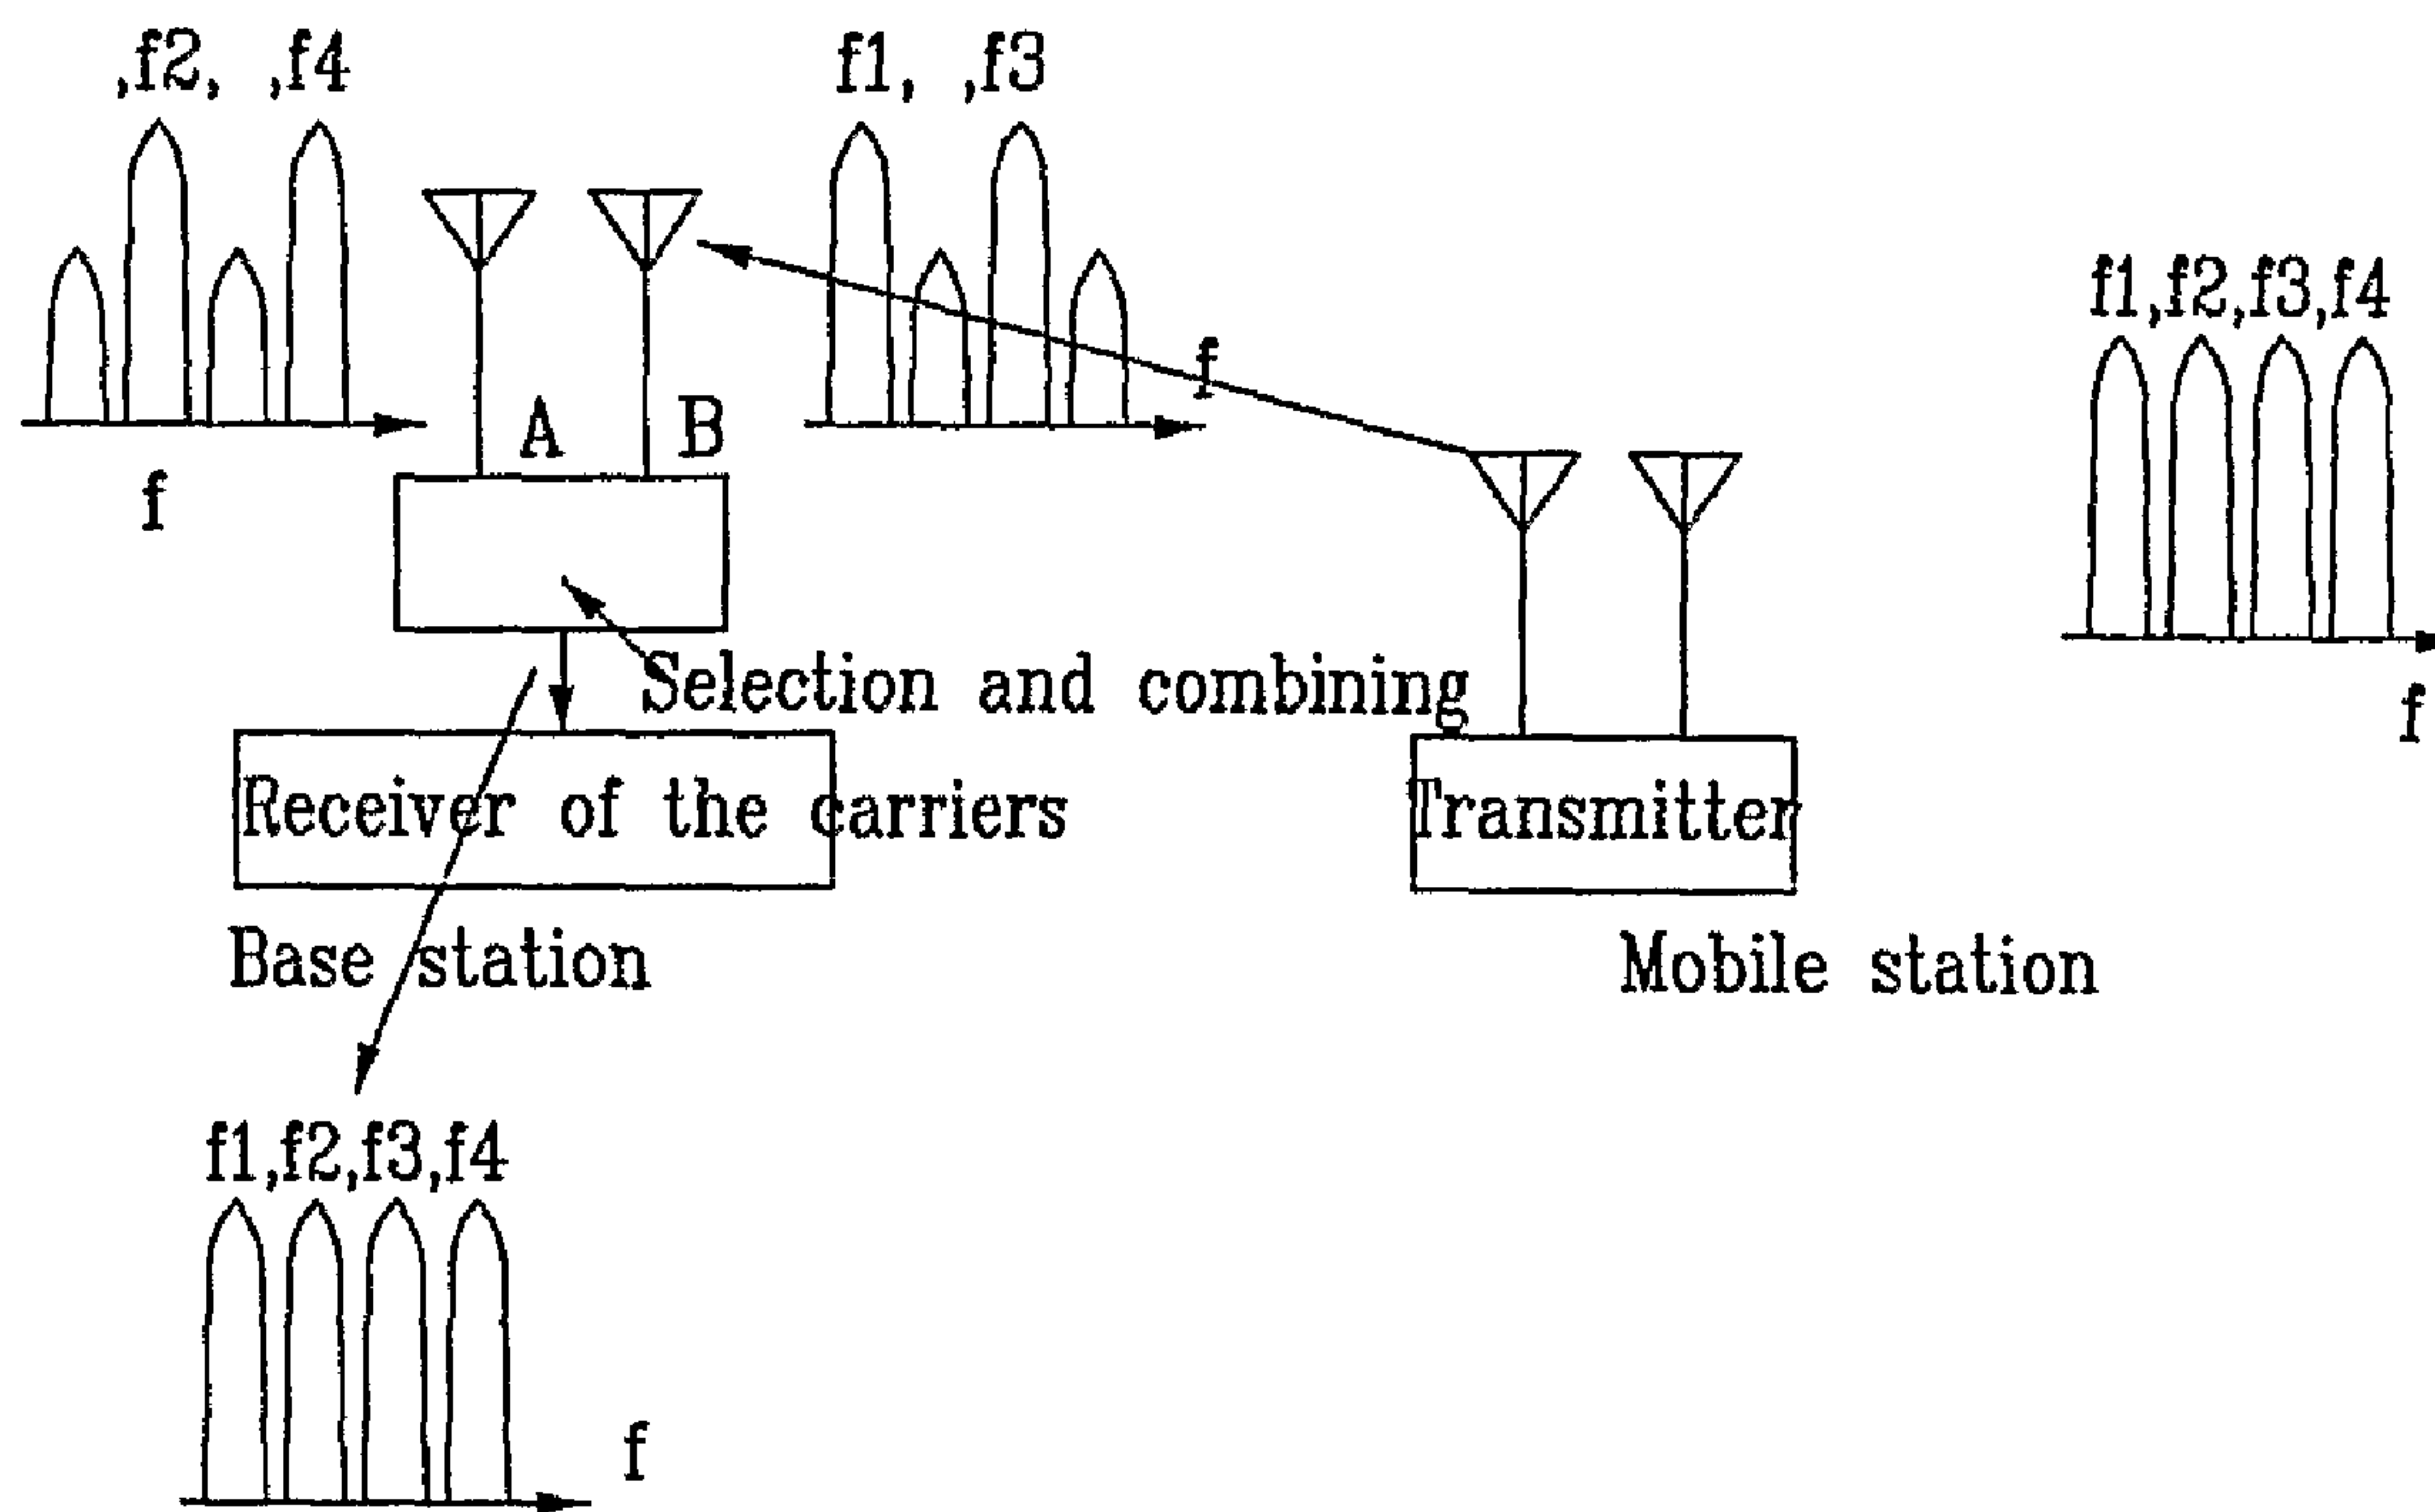 ,f2, ,f4
f1, ,f3
f1,f2,f3,f4
f
A
B
f
f
Selection and combining
Receiver of the carriers
Transmitter
Base station
Mobile station
f1,f2,f3,f4
f